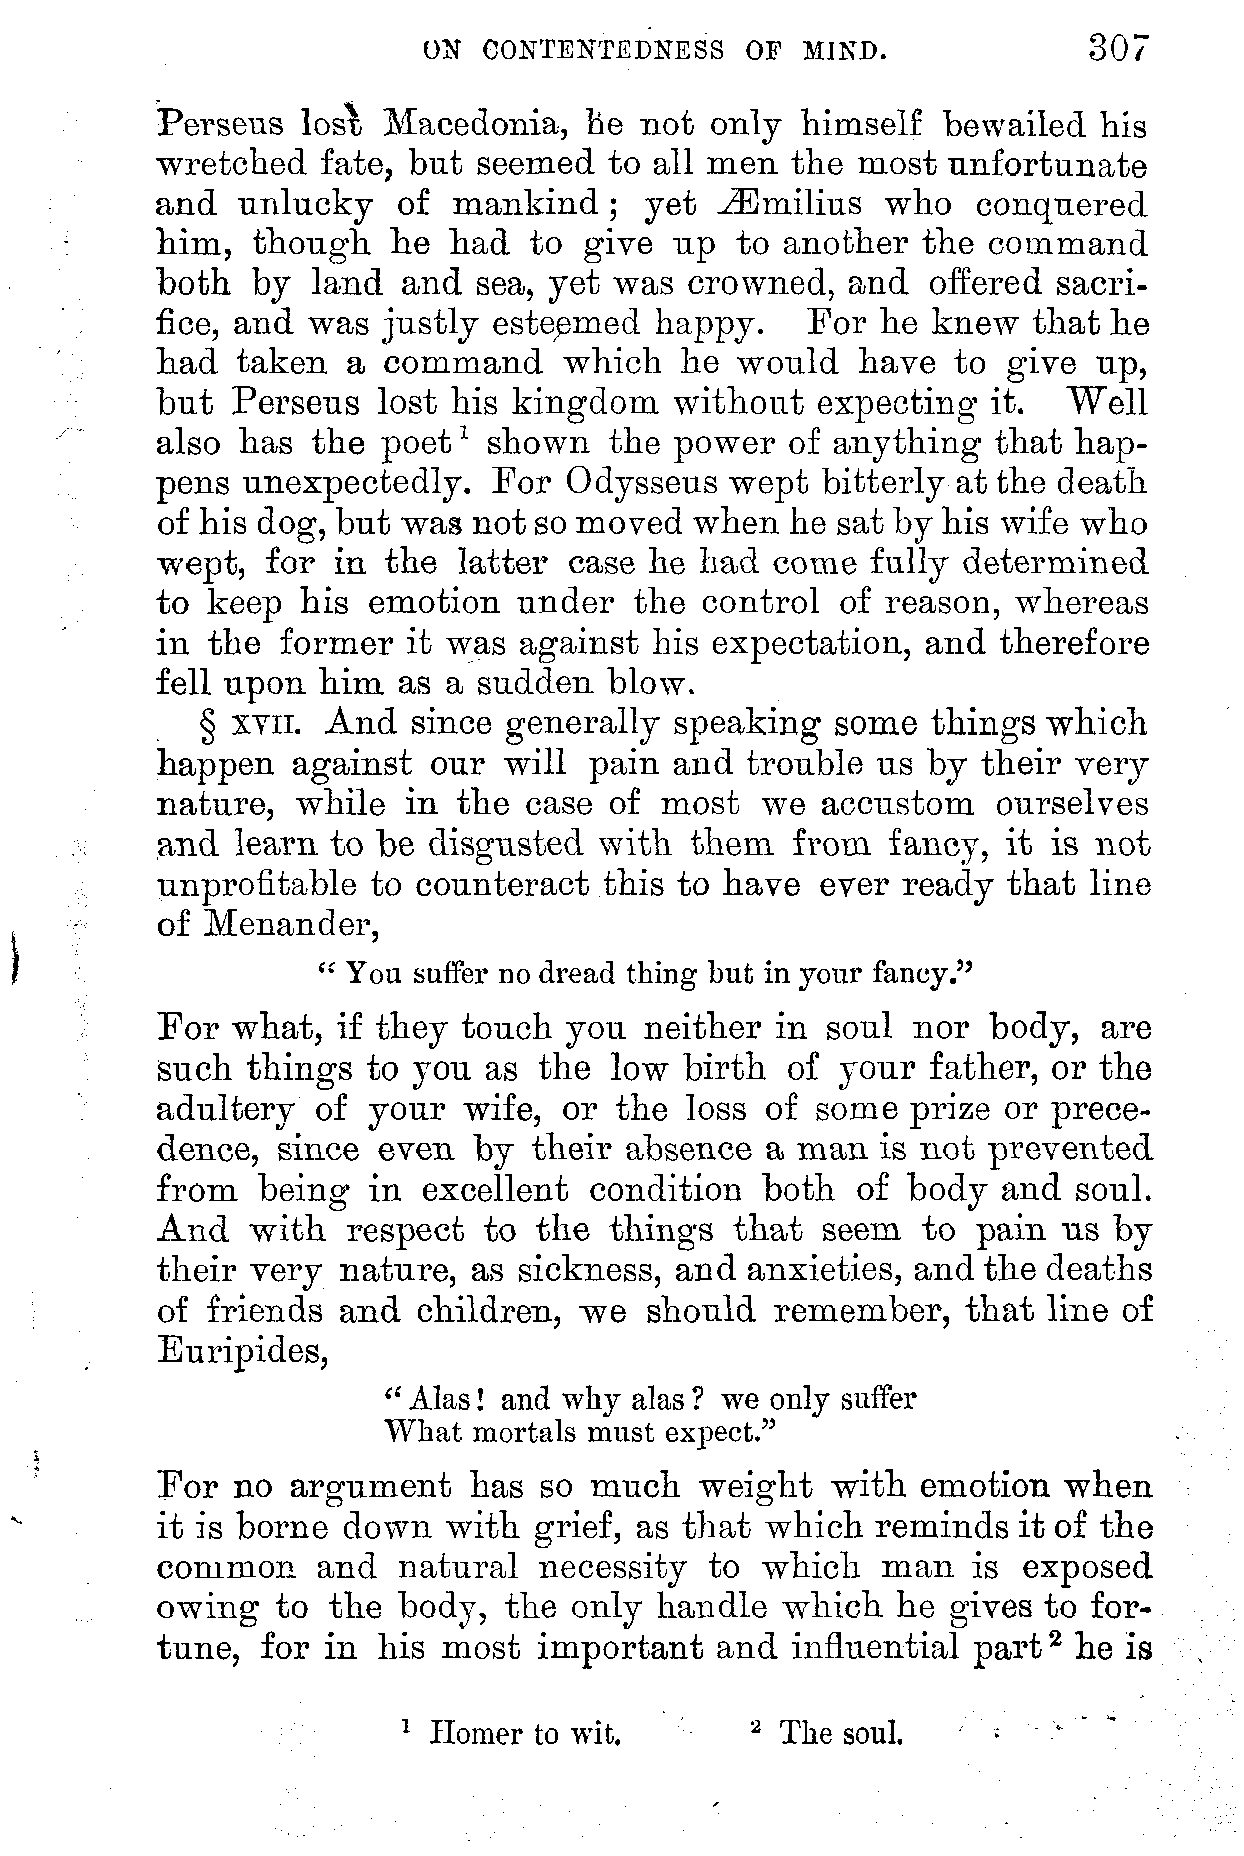 ON CONTENTEDNESS OF MIND. 307
Perseus lost Macedonia, he not only himself bewailed his
wretched fate, but seemed to all men the most unfortunate
and unlucky of mankind; yet Æmilius who conquered
him, though he had to give up to another the command
both by land and sea, yet was crowned, and offered sacri-
fice, and was justly esteemed happy. For he knew that he
had taken a command which he would have to give up,
but Perseus lost his kingdom without expecting it. Well
also has the poet¹ shown the power of anything that hap-
pens unexpectedly. For Odysseus wept bitterly at the death
of his dog, but was not so moved when he sat by his wife who
wept, for in the latter case he had come fully determined
to keep his emotion under the control of reason, whereas
in the former it was against his expectation, and therefore
fell upon him as a sudden blow.
§ XVII. And since generally speaking some things which
happen against our will pain and trouble us by their very
nature, while in the case of most we accustom ourselves
and learn to be disgusted with them from fancy, it is not
unprofitable to counteract this to have ever ready that line
of Menander,
"You suffer no dread thing but in your fancy."
For what, if they touch you neither in soul nor body, are
such things to you as the low birth of your father, or the
adultery of your wife, or the loss of some prize or prece-
dence, since even by their absence a man is not prevented
from being in excellent condition both of body and soul.
And with respect to the things that seem to pain us by
their very nature, as sickness, and anxieties, and the deaths
of friends and children, we should remember, that line of
Euripides,
"Alas! and why alas? we only suffer
What mortals must expect."
For no argument has so much weight with emotion when
it is borne down with grief, as that which reminds it of the
common and natural necessity to which man is exposed
owing to the body, the only handle which he gives to for-
tune, for in his most important and influential part² he is
¹ Homer to wit. ² The soul.